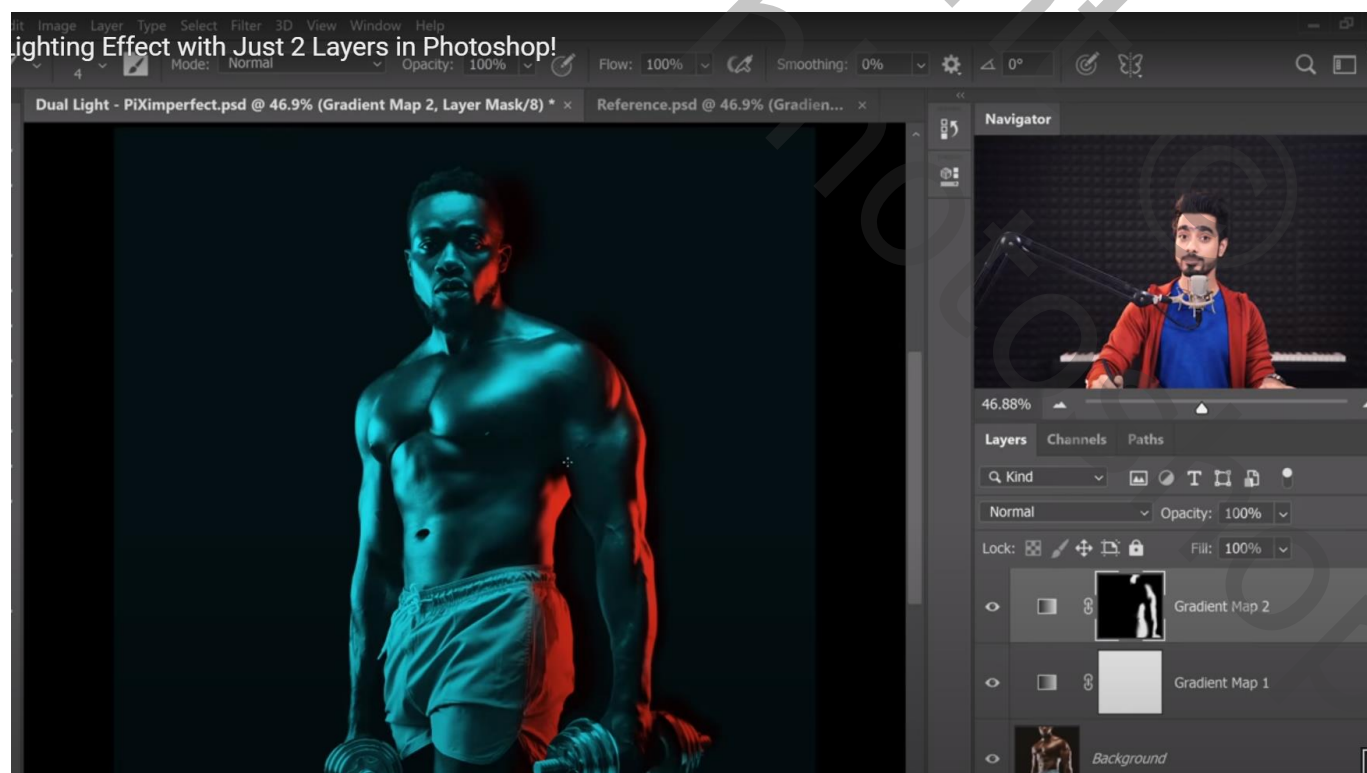 dit Image Layer Type Select Filter 3D View Window Help
Lighting Effect with Just 2 Layers in Photoshop!
4 Mode: Normal Opacity: 100% Flow: 100% Smoothing: 0% 0°
Dual Light - PiXimperfect.psd @ 46.9% (Gradient Map 2, Layer Mask/8) * × Reference.psd @ 46.9% (Gradien... ×
Navigator
46.88%
Layers Channels Paths
Kind
Normal Opacity: 100%
Lock: Fill: 100%
Gradient Map 2
Gradient Map 1
Background